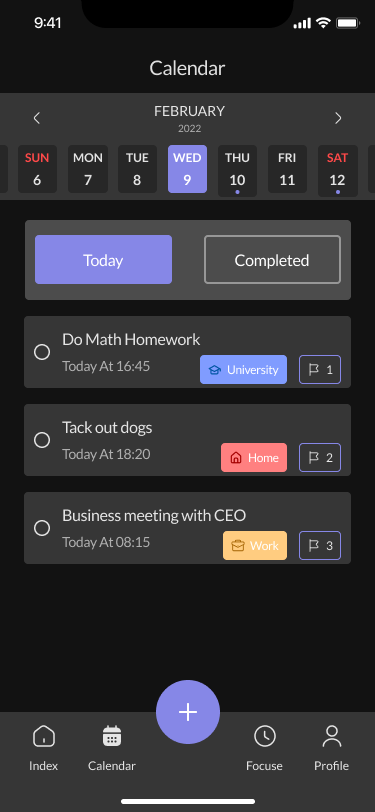 9:41
Calendar
FEBRUARY
2022
SUN MON TUE WED THU FRI SAT
6 7 8 9 10 11 12
Today Completed
Do Math Homework
Today At 16:45
University 1
Tack out dogs
Today At 18:20
Home 2
Business meeting with CEO
Today At 08:15
Work 3
Index Calendar Focuse Profile